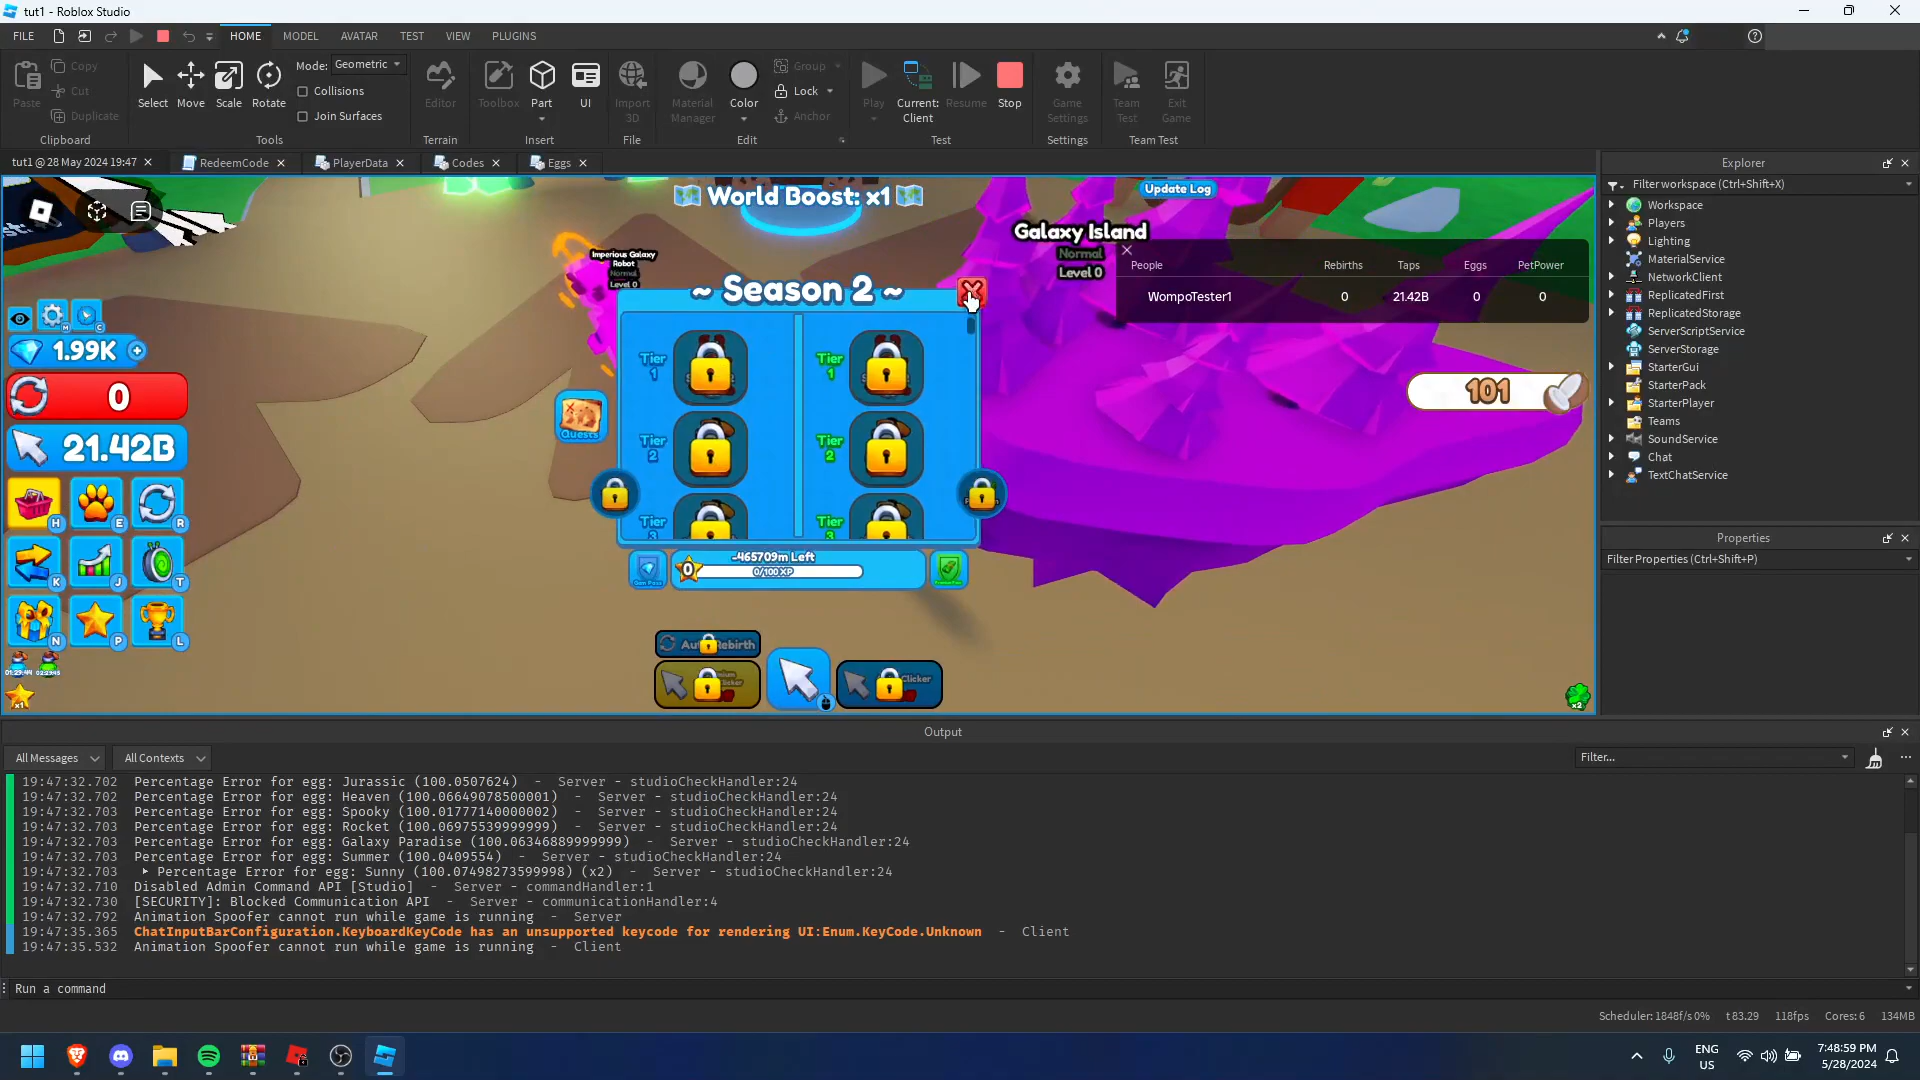 tut1 - Roblox Studio
FILE
HOME
MODEL
AVATAR
TEST
VIEW
PLUGINS
Paste
Copy
Cut
Duplicate
Clipboard
Select
Move
Scale
Rotate
Mode: Geometric
Collisions
Join Surfaces
Tools
Editor
Terrain
Toolbox
Part
UI
Insert
Import
3D
File
Material
Manager
Color
Group
Lock
Anchor
Edit
Play
Current:
Client
Resume
Stop
Test
Game
Settings
Settings
Team
Test
Exit
Game
Team Test
tut1 @ 28 May 2024 19:47
RedeemCode
PlayerData
Codes
Eggs
World Boost: x1
Update Log
Galaxy Island
Normal
Level 0
Imperious Galaxy
Robot
Normal
Level 0
People Rebirths Taps Eggs PetPower
WompoTester1 0 21.42B 0 0
~ Season 2 ~
M
C
1.99K
0
21.42B
H
E
R
K
J
T
N
P
L
01:29:44
02:29:45
x1
Quests
Tier
1
Tier
1
Tier
2
Tier
2
Tier
3
Tier
3
-465709m Left
0
0/100 XP
101
x2
Explorer
Filter workspace (Ctrl+Shift+X)
Workspace
Players
Lighting
MaterialService
NetworkClient
ReplicatedFirst
ReplicatedStorage
ServerScriptService
ServerStorage
StarterGui
StarterPack
StarterPlayer
Teams
SoundService
Chat
TextChatService
Properties
Filter Properties (Ctrl+Shift+P)
Output
All Messages
All Contexts
Filter...
19:47:32.702 Percentage Error for egg: Jurassic (100.0507624) - Server - studioCheckHandler:24
19:47:32.702 Percentage Error for egg: Heaven (100.06649078500001) - Server - studioCheckHandler:24
19:47:32.703 Percentage Error for egg: Spooky (100.01777140000002) - Server - studioCheckHandler:24
19:47:32.703 Percentage Error for egg: Rocket (100.06975539999999) - Server - studioCheckHandler:24
19:47:32.703 Percentage Error for egg: Galaxy Paradise (100.06346889999999) - Server - studioCheckHandler:24
19:47:32.703 Percentage Error for egg: Summer (100.0409554) - Server - studioCheckHandler:24
19:47:32.703 Percentage Error for egg: Sunny (100.07498273599998) (x2) - Server - studioCheckHandler:24
19:47:32.710 Disabled Admin Command API [Studio] - Server - commandHandler:1
19:47:32.730 [SECURITY]: Blocked Communication API - Server - communicationHandler:4
19:47:32.792 Animation Spoofer cannot run while game is running - Server
19:47:35.365 ChatInputBarConfiguration.KeyboardKeyCode has an unsupported keycode for rendering UI:Enum.KeyCode.Unknown - Client
19:47:35.532 Animation Spoofer cannot run while game is running - Client
Run a command
Scheduler: 1848f/s 0% t 83.29 118fps Cores: 6 134MB
ENG
US
7:48:59 PM
5/28/2024